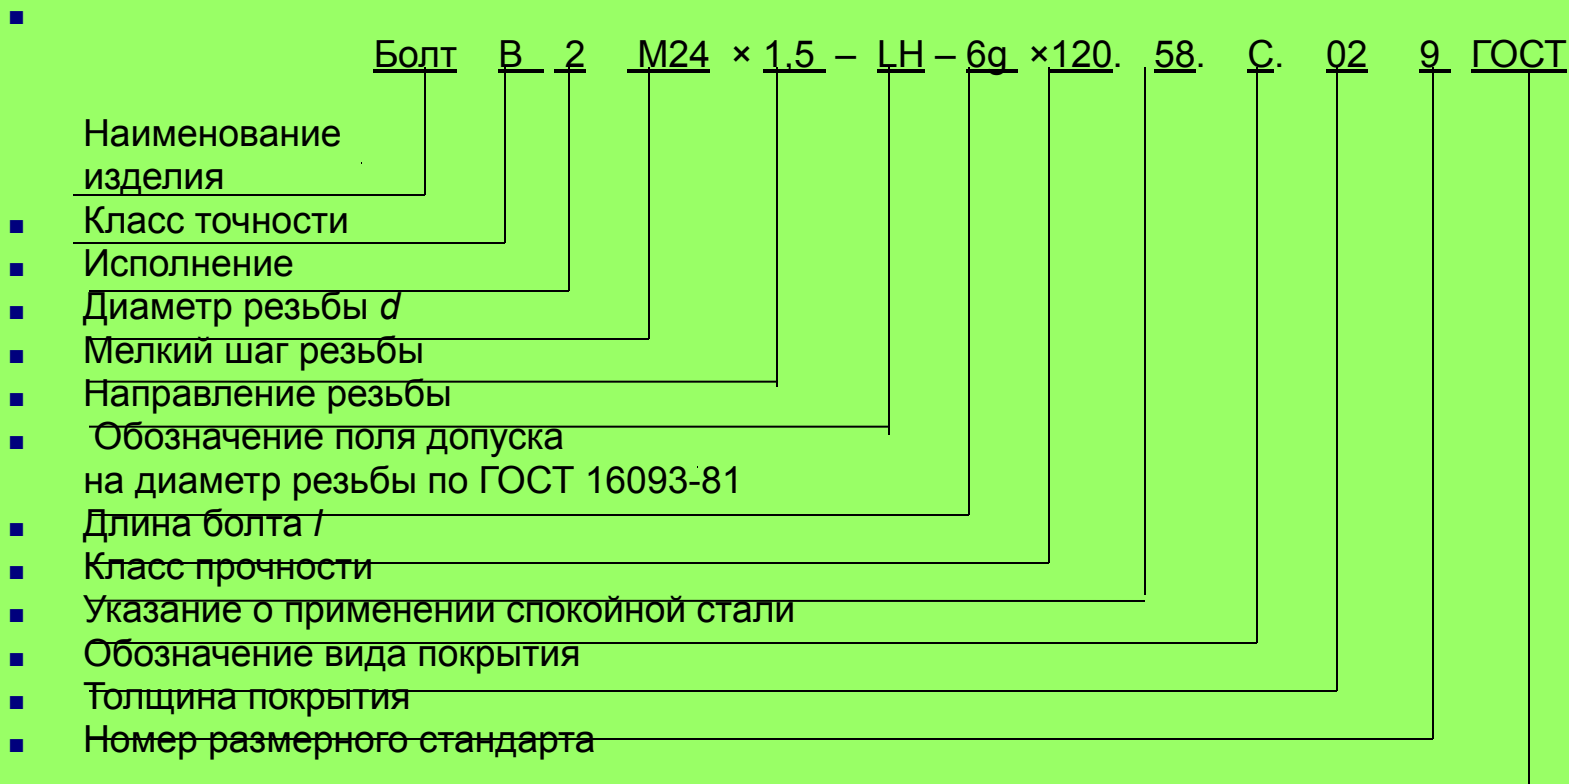 Болт В 2 М24 × 1,5 – LH – 6g ×120. 58. С. 02 9 ГОСТ
Наименование
изделия
Класс точности
Исполнение
Диаметр резьбы d
Мелкий шаг резьбы
Направление резьбы
Обозначение поля допуска
на диаметр резьбы по ГОСТ 16093-81
Длина болта l
Класс прочности
Указание о применении спокойной стали
Обозначение вида покрытия
Толщина покрытия
Номер размерного стандарта